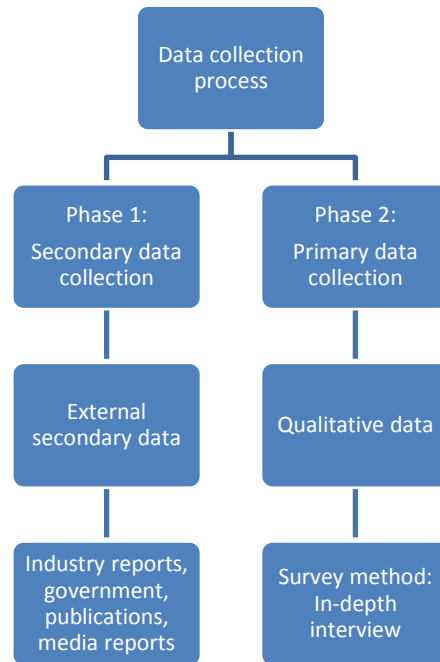 Data collection
process
Phase 1:
Secondary data
collection
Phase 2:
Primary data
collection
External
secondary data
Qualitative data
Industry reports,
government,
publications,
media reports
Survey method:
In-depth
interview